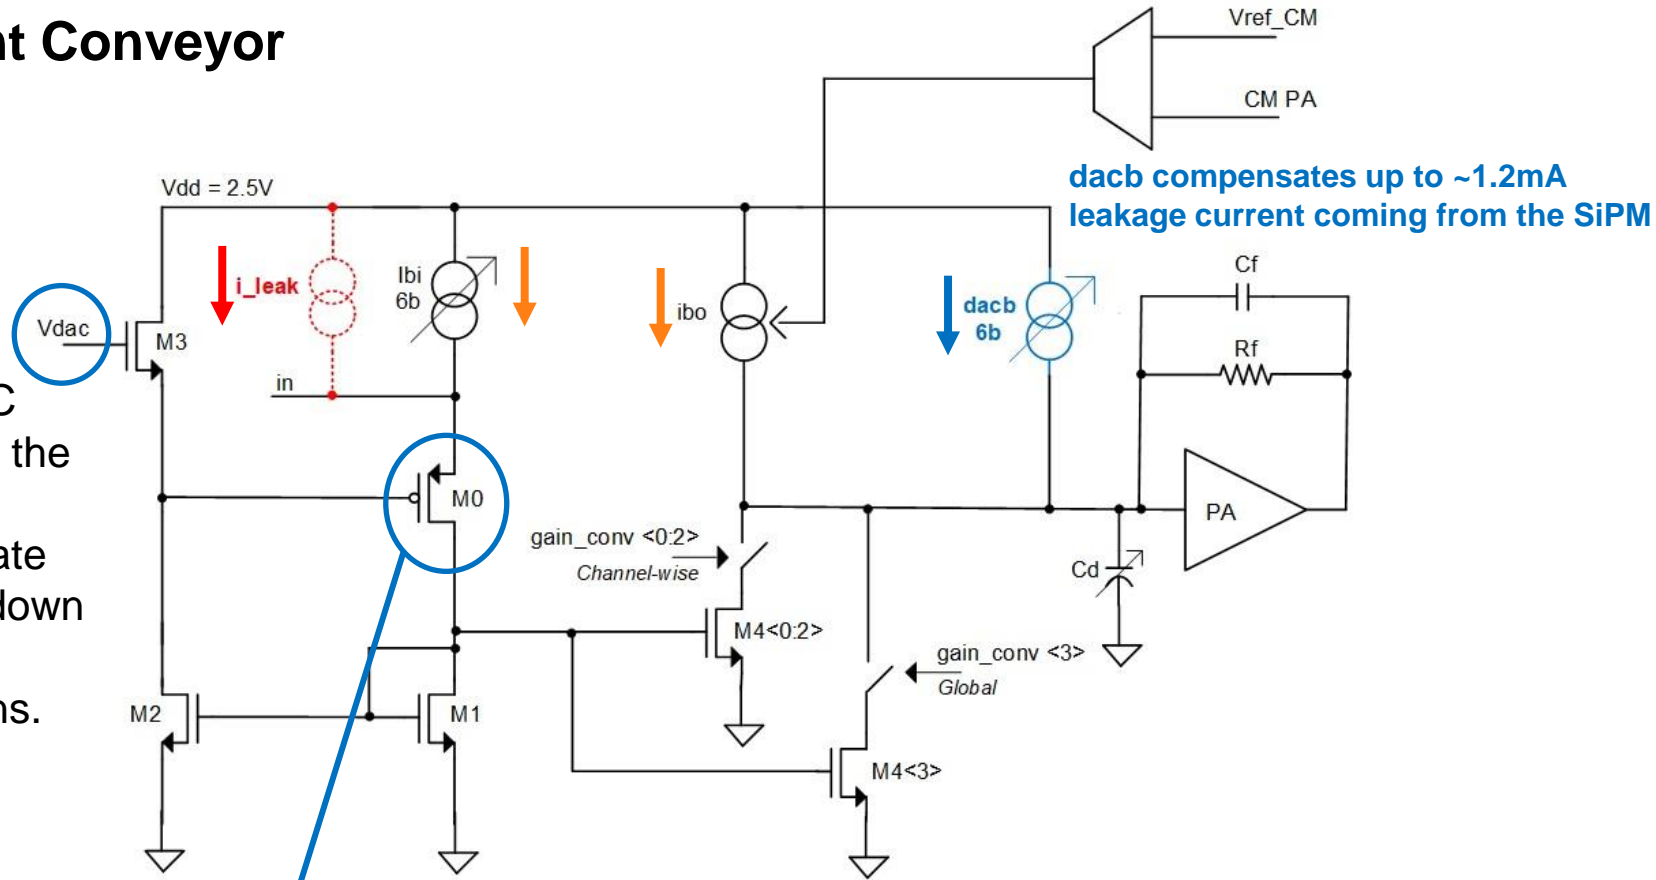 nt Conveyor
Vref_CM
CM PA
dacb compensates up to ~1.2mA
leakage current coming from the SiPM
Vdd = 2.5V
i_leak
Ibi
6b
ibo
dacb
6b
Cf
Rf
Vdac
M3
in
C
the
M0
PA
ate
down
gain_conv <0:2>
Channel-wise
Cd
M4<0:2>
gain_conv <3>
Global
ns.
M2
M1
M4<3>